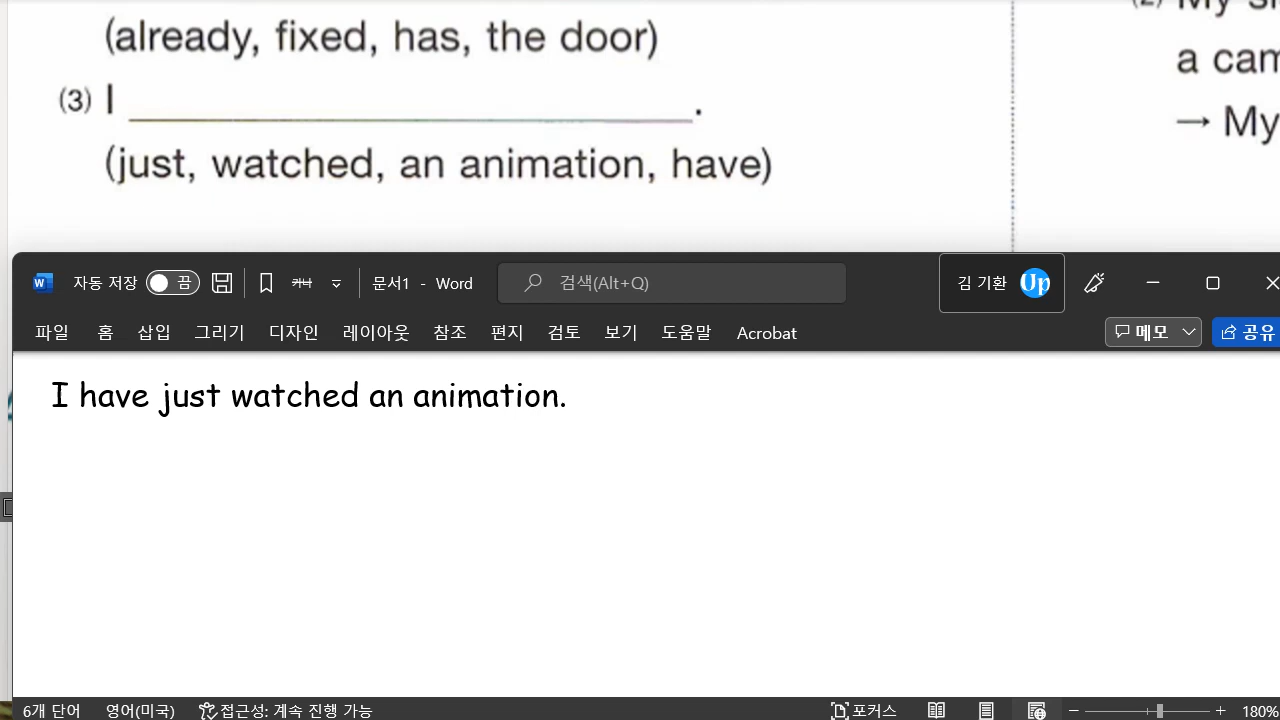 (already, fixed, has, the door)
(3) I ______________________.
(just, watched, an animation, have)
a cam
→ My
자동 저장 끔 문서1 - Word 검색(Alt+Q) 김 기환 Up
파일 홈 삽입 그리기 디자인 레이아웃 참조 편지 검토 보기 도움말 Acrobat 메모 공유
I have just watched an animation.
6개 단어 영어(미국) 접근성: 계속 진행 가능 포커스 180%